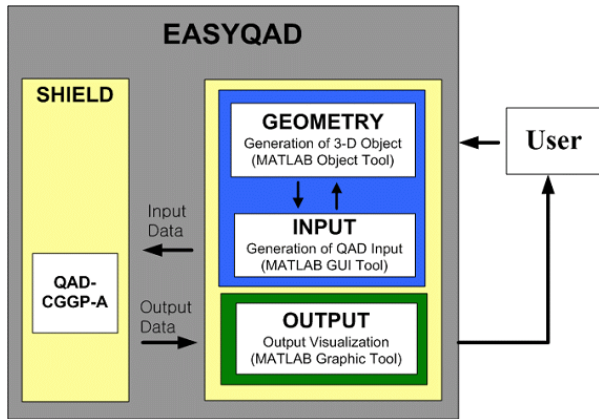 EASYQAD
SHIELD
QAD-
CGGP-A
Input
Data
Output
Data
GEOMETRY
Generation of 3-D Object
(MATLAB Object Tool)
INPUT
Generation of QAD Input
(MATLAB GUI Tool)
OUTPUT
Output Visualization
(MATLAB Graphic Tool)
User